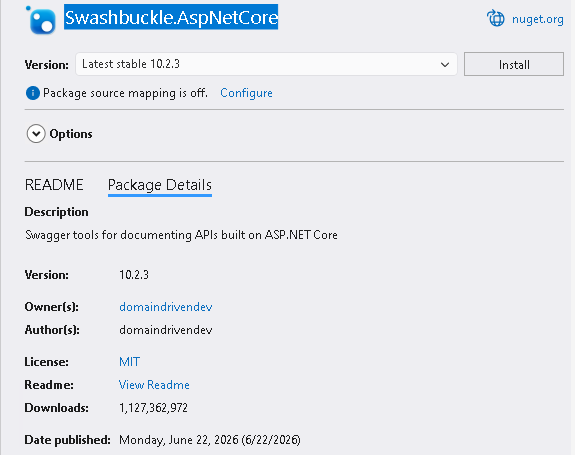 Swashbuckle.AspNetCore
nuget.org
Version: Latest stable 10.2.3 Install
Package source mapping is off. Configure
Options
README Package Details
Description
Swagger tools for documenting APIs built on ASP.NET Core
Version: 10.2.3
Owner(s): domaindrivendev
Author(s): domaindrivendev
License: MIT
Readme: View Readme
Downloads: 1,127,362,972
Date published: Monday, June 22, 2026 (6/22/2026)